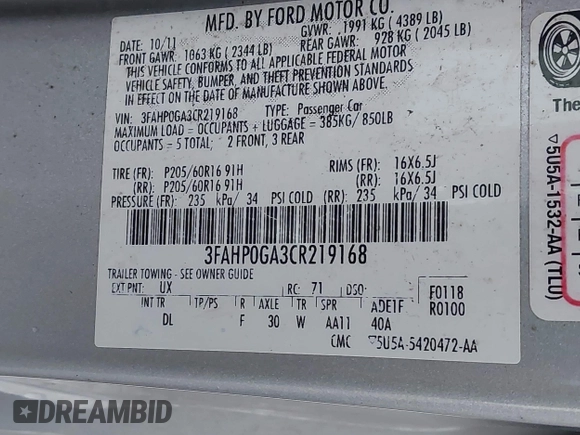 MFD. BY FORD MOTOR CO.
DATE: 10/11
GVWR: 1991 KG ( 4389 LB)
FRONT GAWR: 1063 KG ( 2344 LB)
REAR GAWR: 928 KG ( 2045 LB)
THIS VEHICLE CONFORMS TO ALL APPLICABLE FEDERAL MOTOR
VEHICLE SAFETY, BUMPER, AND THEFT PREVENTION STANDARDS
IN EFFECT ON THE DATE OF MANUFACTURE SHOWN ABOVE.
VIN: 3FAHP0GA3CR219168 TYPE: Passenger Car
MAXIMUM LOAD = OCCUPANTS + LUGGAGE = 385KG/ 850LB
OCCUPANTS = 5 TOTAL; 2 FRONT, 3 REAR
TIRE (FR): P205/60R16 91H RIMS (FR): 16X6.5J
(RR): P205/60R16 91H (RR): 16X6.5J
PRESSURE (FR): 235 kPa/ 34 PSI COLD (RR): 235 kPa/ 34 PSI COLD
3FAHP0GA3CR219168
TRAILER TOWING - SEE OWNER GUIDE
EXT PNT: UX RC: 71 DSO:
INT TR TP/PS R AXLE TR SPR ADE1F
DL F 30 W AA11 40A
F0118
R0100
CMC ▽5U5A-5420472-AA
The
▽5U5A-1532-AA (TLU)
DREAMBID